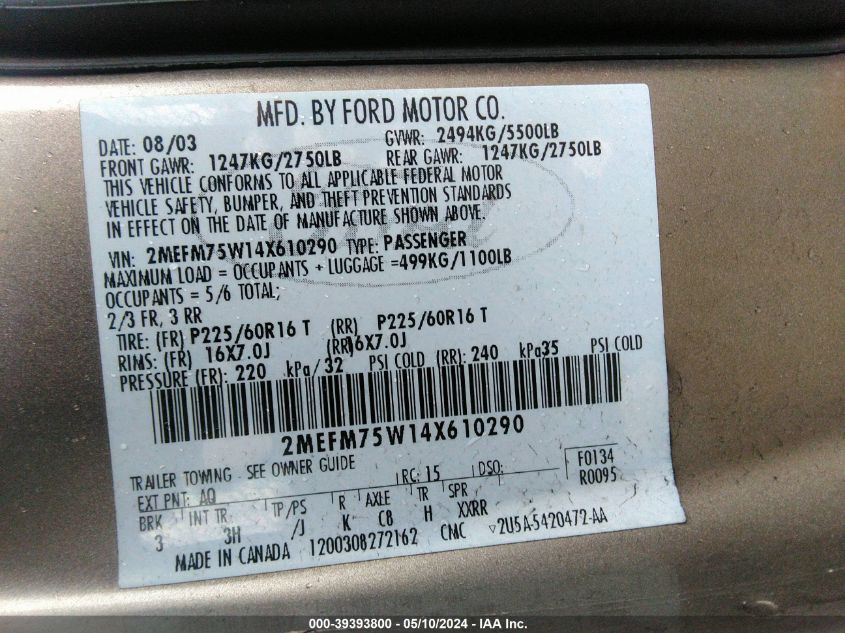 MFD. BY FORD MOTOR CO.
DATE: 08/03 GVWR: 2494KG/5500LB
FRONT GAWR: 1247KG/2750LB REAR GAWR: 1247KG/2750LB
THIS VEHICLE CONFORMS TO ALL APPLICABLE FEDERAL MOTOR
VEHICLE SAFETY, BUMPER, AND THEFT PREVENTION STANDARDS
IN EFFECT ON THE DATE OF MANUFACTURE SHOWN ABOVE.
VIN: 2MEFM75W14X610290 TYPE: PASSENGER
MAXIMUM LOAD = OCCUPANTS + LUGGAGE =499KG/1100LB
OCCUPANTS = 5/6 TOTAL;
2/3 FR, 3 RR
TIRE: (FR) P225/60R16 T (RR) P225/60R16 T
RIMS: (FR) 16X7.0J (RR)16X7.0J
PRESSURE (FR): 220 kPa/32 PSI COLD (RR): 240 kPa35 PSI COLD
2MEFM75W14X610290
TRAILER TOWING - SEE OWNER GUIDE
RC: 15 DSO: F0134
EXT PNT: AQ R0095
BRK INT TR TP/PS R AXLE TR SPR
3 3H /J K C8 H XXRR
MADE IN CANADA 1200308272162 CMC ▽2U5A-5420472-AA
000-39393800 - 05/10/2024 - © IAA Inc.